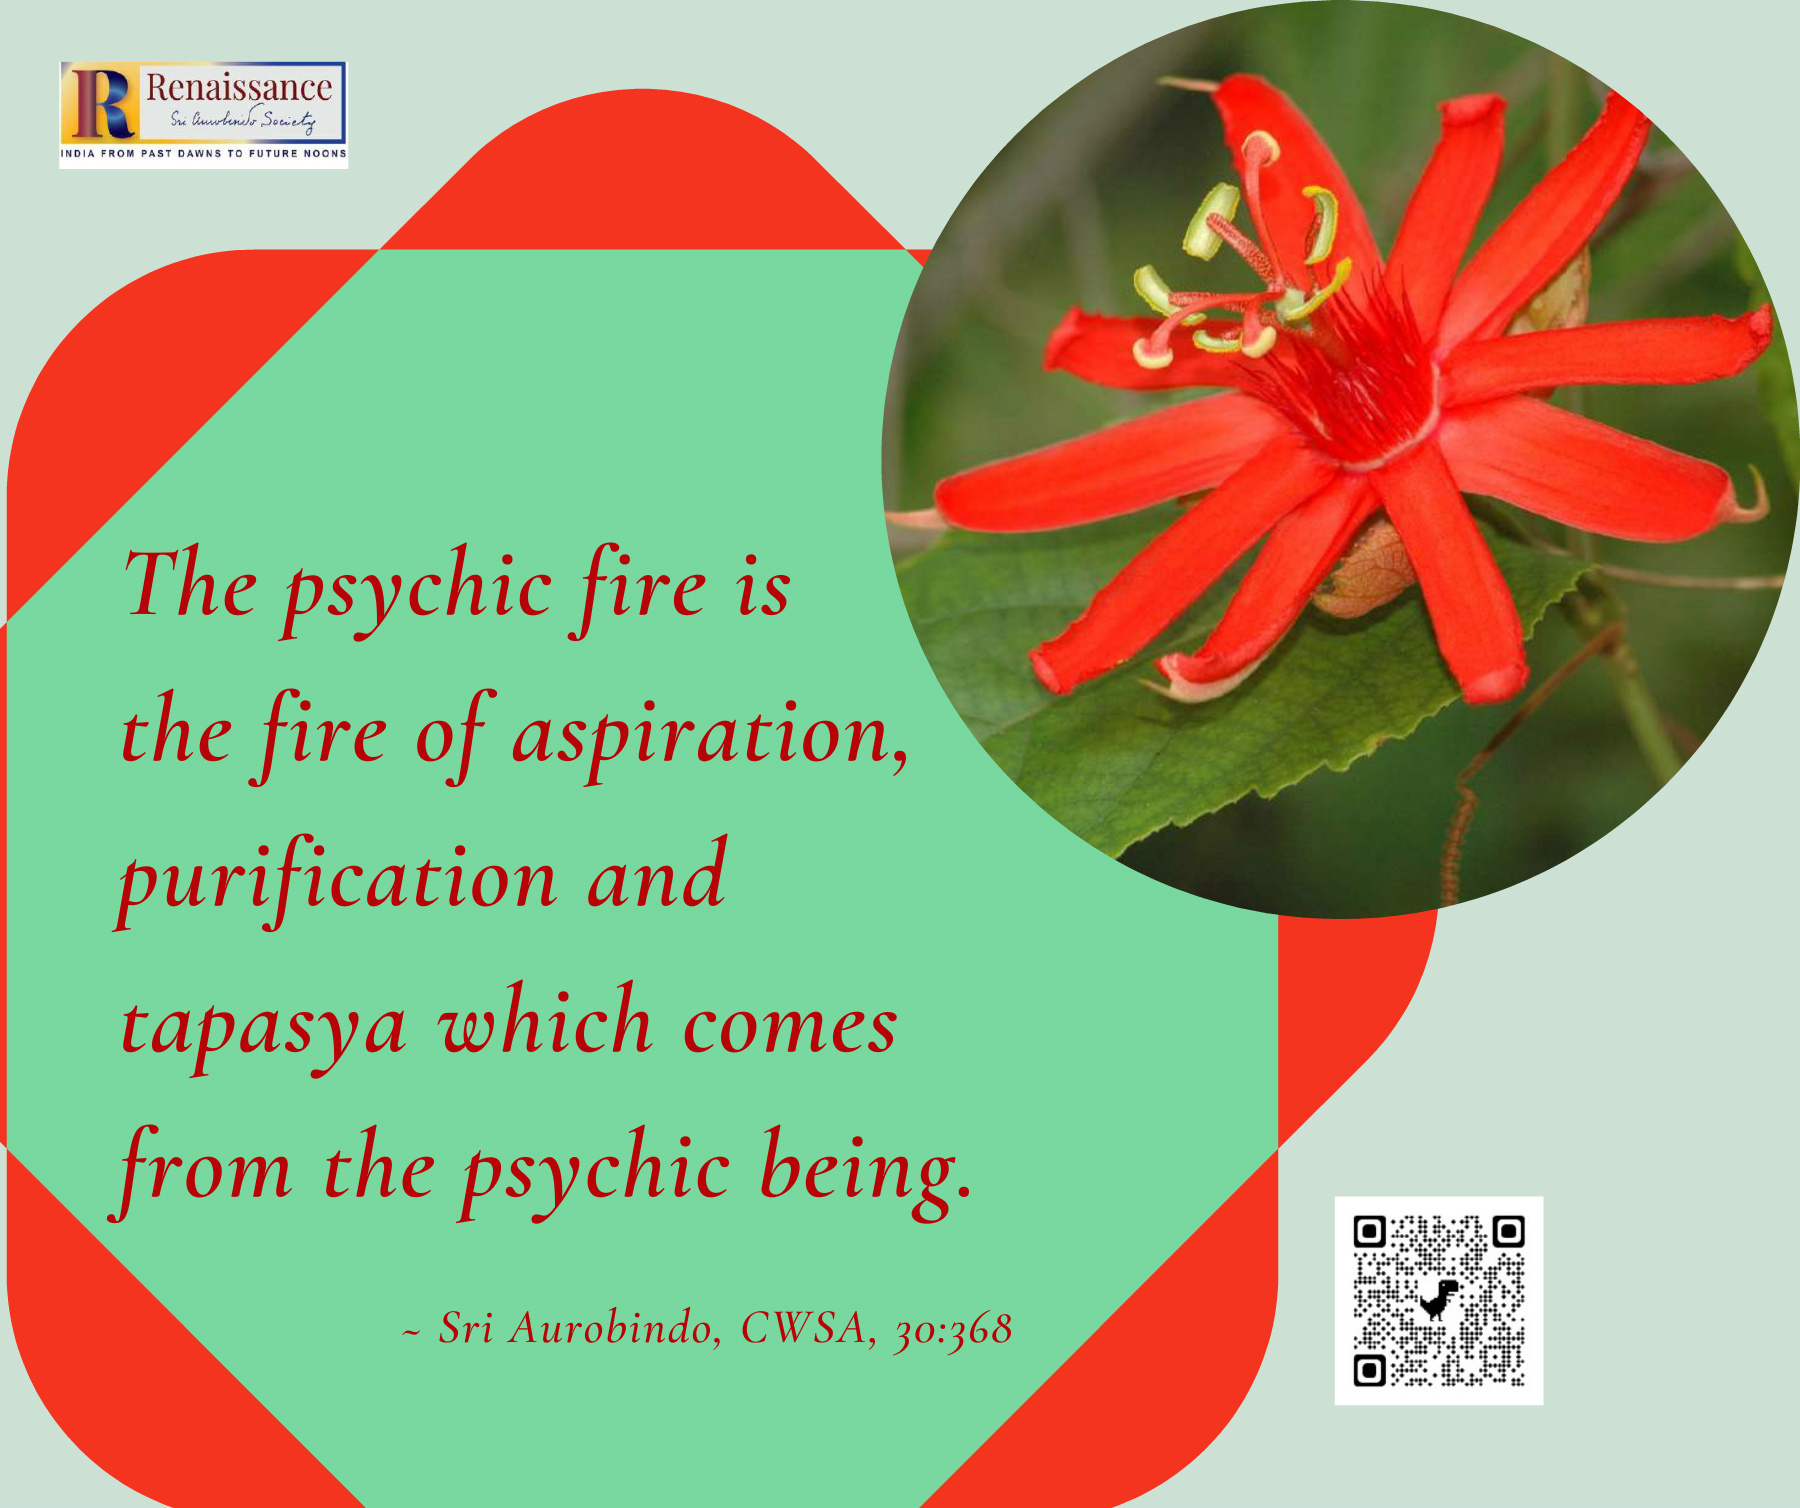 R Renaissance
Sri Aurobindo Society
INDIA FROM PAST DAWNS TO FUTURE NOONS
The psychic fire is
the fire of aspiration,
purification and
tapasya which comes
from the psychic being.
~ Sri Aurobindo, CWSA, 30:368